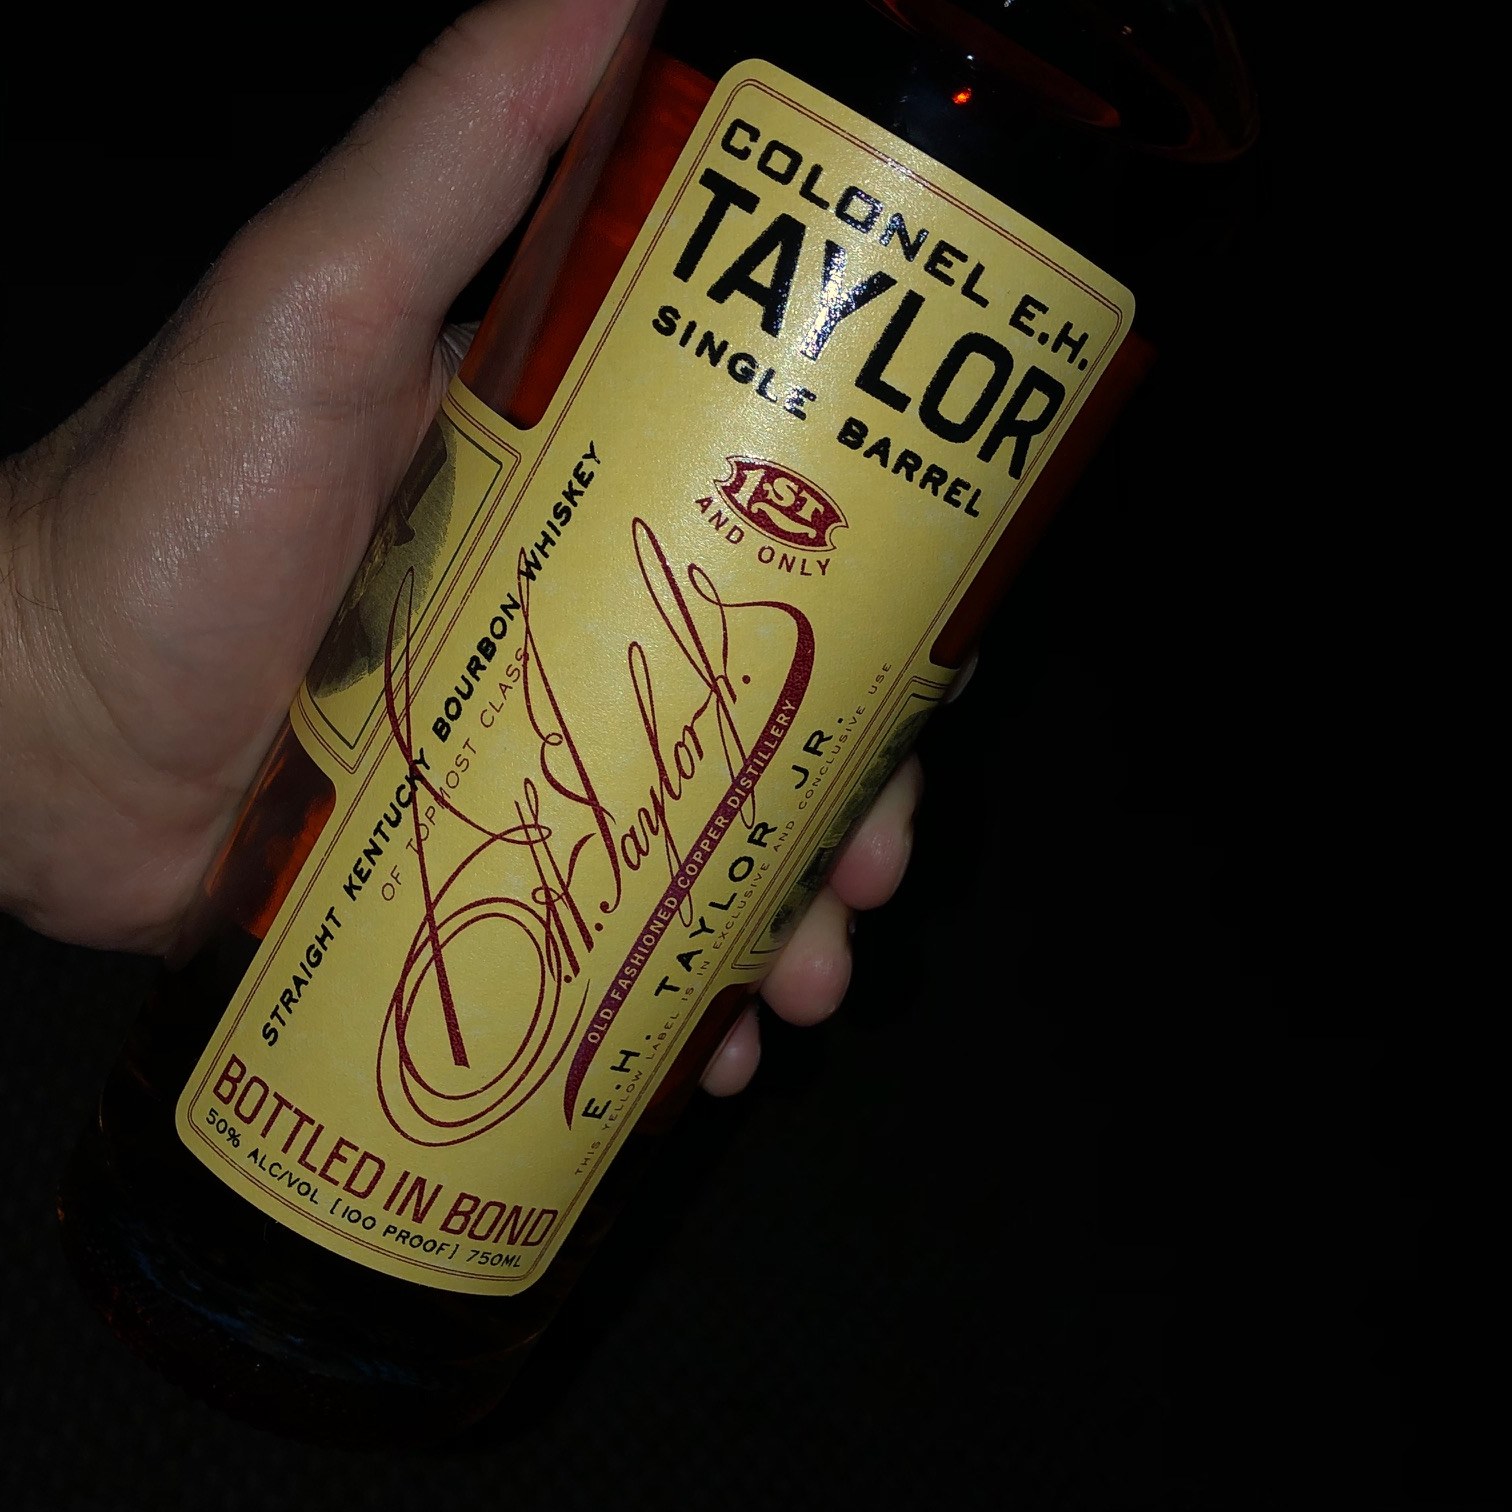 COLONEL E.H.
TAYLOR
SINGLE BARREL
1ST
AND ONLY
STRAIGHT KENTUCKY BOURBON WHISKEY
OF TOPMOST CLASS
E.H. Taylor Jr.
OLD FASHIONED COPPER DISTILLERY
E.H. TAYLOR JR.
THIS YELLOW LABEL IS IN EXCLUSIVE AND CONCLUSIVE USE
BOTTLED IN BOND
50% ALC/VOL [100 PROOF] 750ML